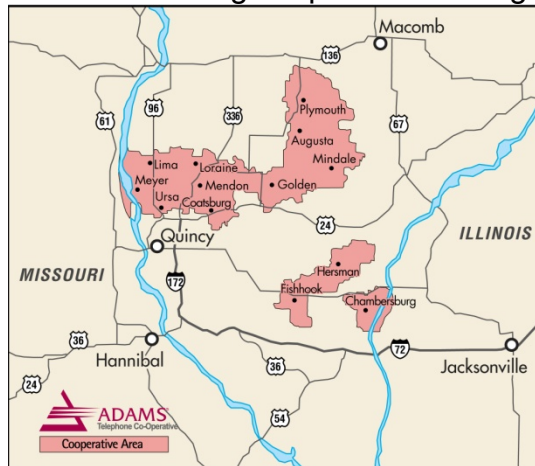 Macomb
136
61
96
336
67
Plymouth
Augusta
Mindale
Lima
Loraine
Meyer
Mendon
Golden
Ursa
Coatsburg
24
Quincy
ILLINOIS
MISSOURI
Hersman
172
Fishhook
Chambersburg
36
Hannibal
36
72
Jacksonville
24
54
ADAMS
Telephone Co-Operative
Cooperative Area